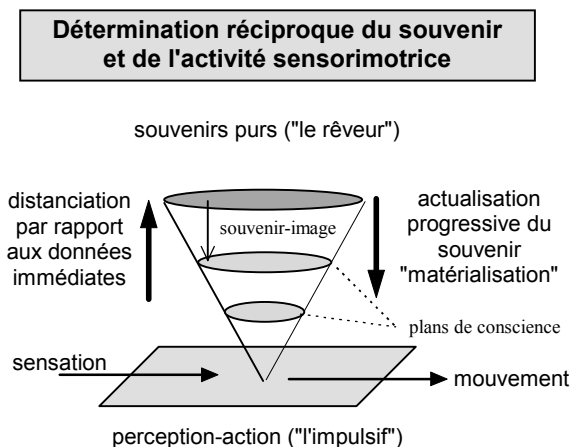 Détermination réciproque du souvenir
et de l'activité sensorimotrice
souvenirs purs ("le rêveur")
distanciation
par rapport
aux données
immédiates
souvenir-image
actualisation
progressive du
souvenir
"matérialisation"
plans de conscience
sensation
mouvement
perception-action ("l'impulsif")